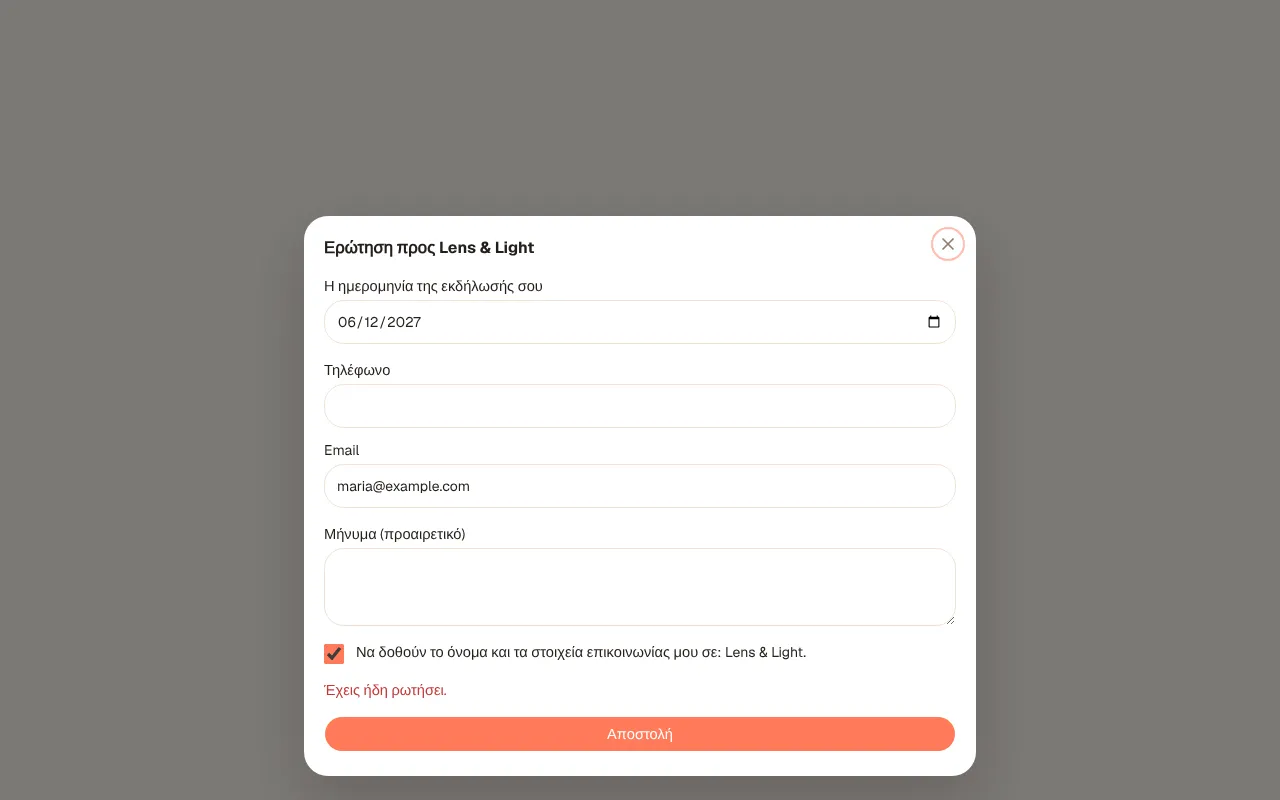 Ερώτηση προς Lens & Light
Η ημερομηνία της εκδήλωσής σου
06/12/2027
Τηλέφωνο
Email
maria@example.com
Μήνυμα (προαιρετικό)
Να δοθούν το όνομα και τα στοιχεία επικοινωνίας μου σε: Lens & Light.
Έχεις ήδη ρωτήσει.
Αποστολή